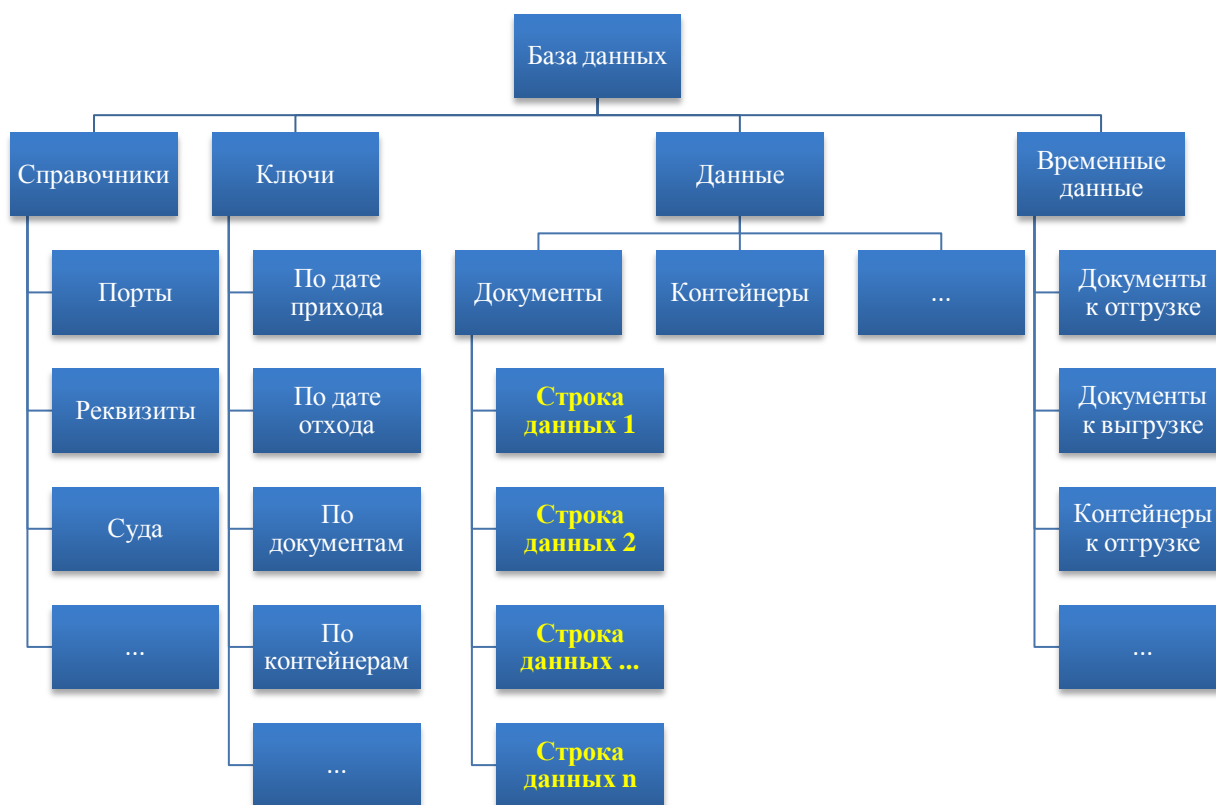 База данных
Справочники
Ключи
Данные
Временные
данные
Порты
По дате
прихода
Документы
Контейнеры
...
Документы
к отгрузке
Реквизиты
По дате
отхода
Строка
данных 1
Документы
к выгрузке
Суда
По
документам
Строка
данных 2
Контейнеры
к отгрузке
...
По
контейнерам
Строка
данных ...
...
...
Строка
данных n